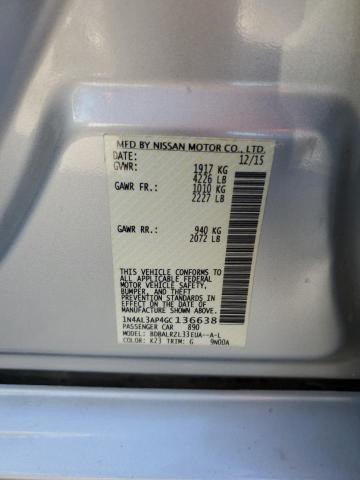 MFD BY NISSAN MOTOR CO., LTD.
DATE: 12/15
GVWR: 1917 KG
4226 LB
GAWR FR: 1010 KG
2227 LB
GAWR RR: 940 KG
2072 LB
THIS VEHICLE CONFORMS TO
ALL APPLICABLE FEDERAL
MOTOR VEHICLE SAFETY,
BUMPER, AND THEFT
PREVENTION STANDARDS
IN EFFECT ON THE DATE OF
MANUFACTURE SHOWN ABOVE.
1N4AL3AP4GC136638
PASSENGER CAR 890
MODEL: BDBALRZL33EUA--A-L
COLOR: K23 TRIM: G 9N00A